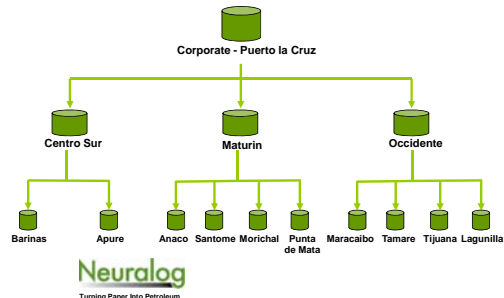 Corporate - Puerto la Cruz
Centro Sur
Maturin
Occidente
Barinas
Apure
Anaco
Santome
Morichal
Punta
de Mata
Maracaibo
Tamare
Tijuana
Lagunilla
Neuralog
Turning Paper Into Petroleum